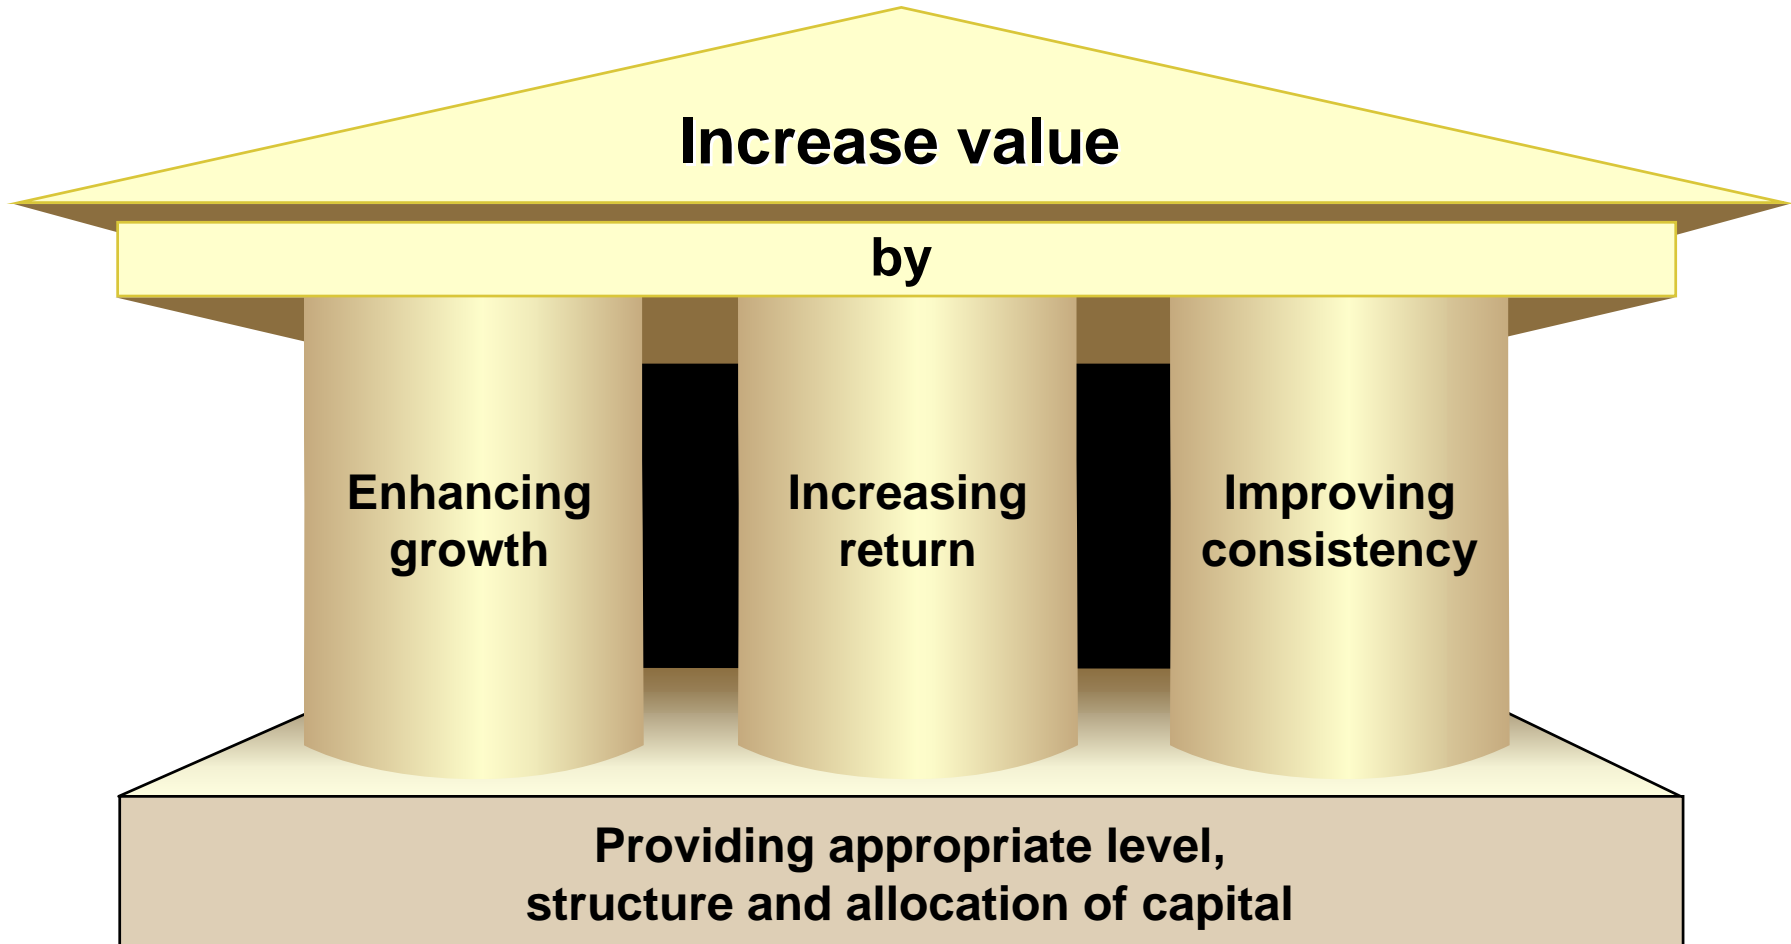 Increase value
by
Enhancing
growth
Increasing
return
Improving
consistency
Providing appropriate level,
structure and allocation of capital